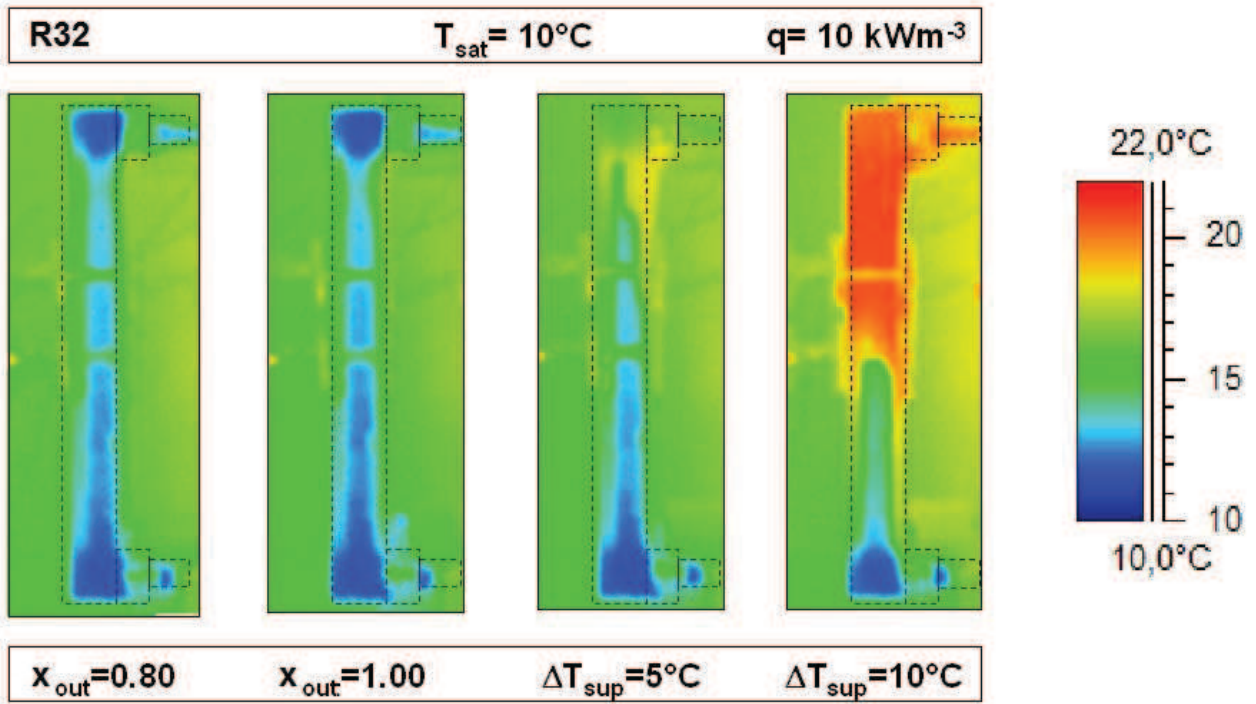 R32 T_sat= 10°C q= 10 kWm-3
22,0°C
20
15
10
10,0°C
x_out=0.80 x_out=1.00 ΔT_sup=5°C ΔT_sup=10°C